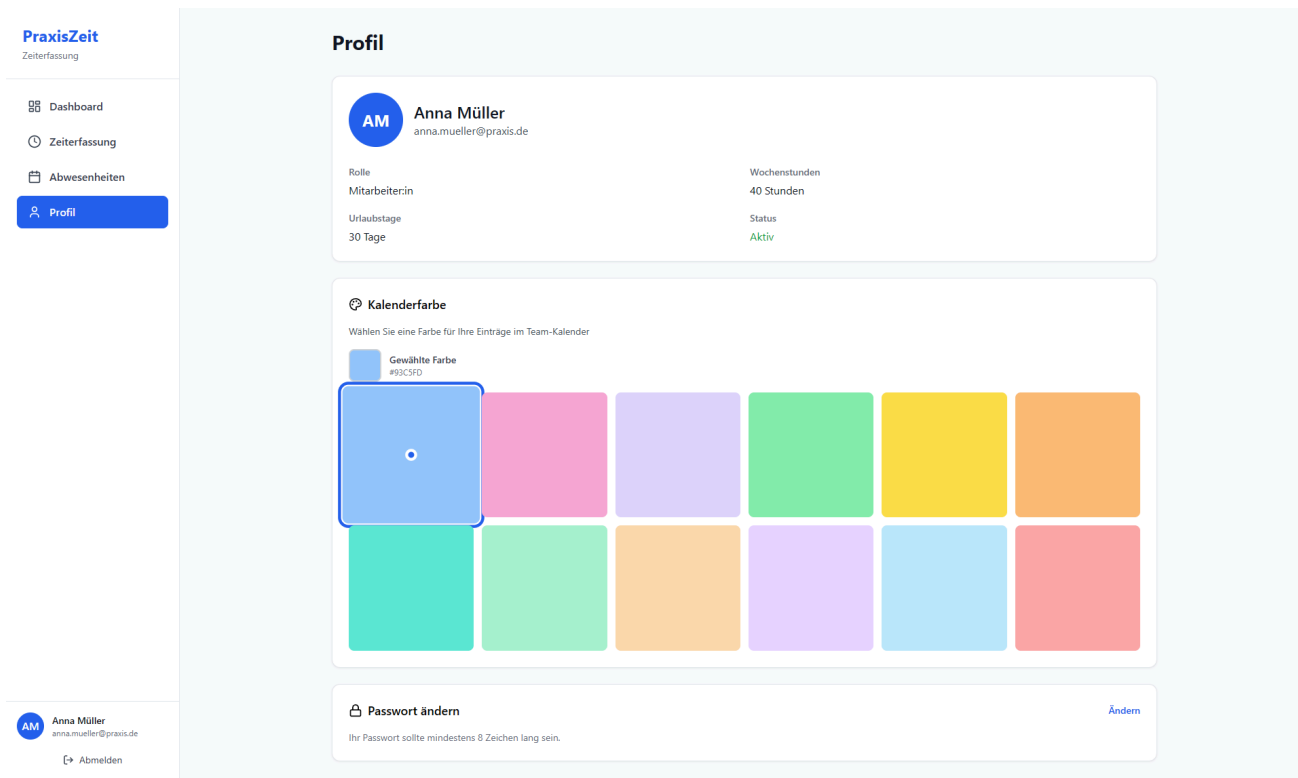 PraxisZeit
Zeiterfassung
Dashboard
Zeiterfassung
Abwesenheiten
Profil
AM
Anna Müller
anna.mueller@praxis.de
Abmelden
Profil
AM
Anna Müller
anna.mueller@praxis.de
Rolle
Mitarbeiter:in
Wochenstunden
40 Stunden
Urlaubstage
30 Tage
Status
Aktiv
Kalenderfarbe
Wählen Sie eine Farbe für Ihre Einträge im Team-Kalender
Gewählte Farbe
#93C5FD
Passwort ändern
Ändern
Ihr Passwort sollte mindestens 8 Zeichen lang sein.